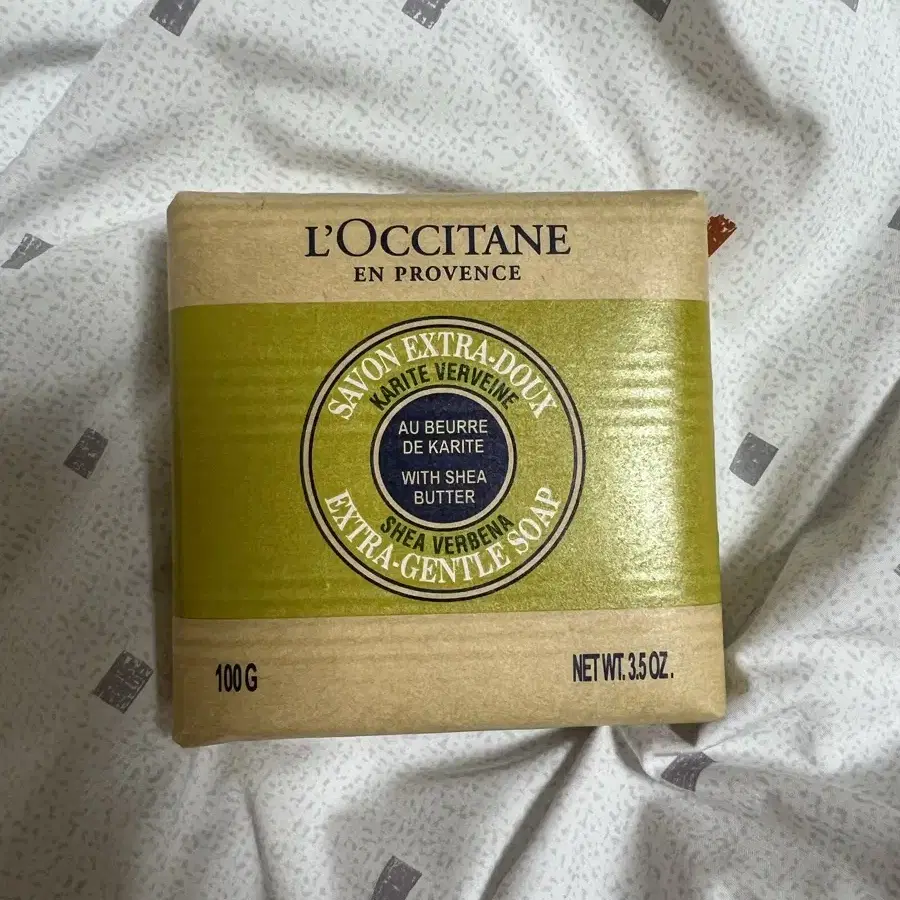 L'OCCITANE
EN PROVENCE
SAVON EXTRA-DOUX
KARITE VERVEINE
AU BEURRE
DE KARITE
WITH SHEA
BUTTER
SHEA VERBENA
EXTRA-GENTLE SOAP
100 G
NET WT. 3.5 OZ.